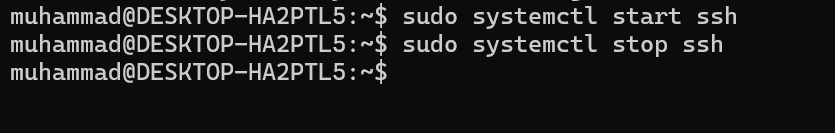 muhammad@DESKTOP-HA2PTL5:~$ sudo systemctl start ssh
muhammad@DESKTOP-HA2PTL5:~$ sudo systemctl stop ssh
muhammad@DESKTOP-HA2PTL5:~$